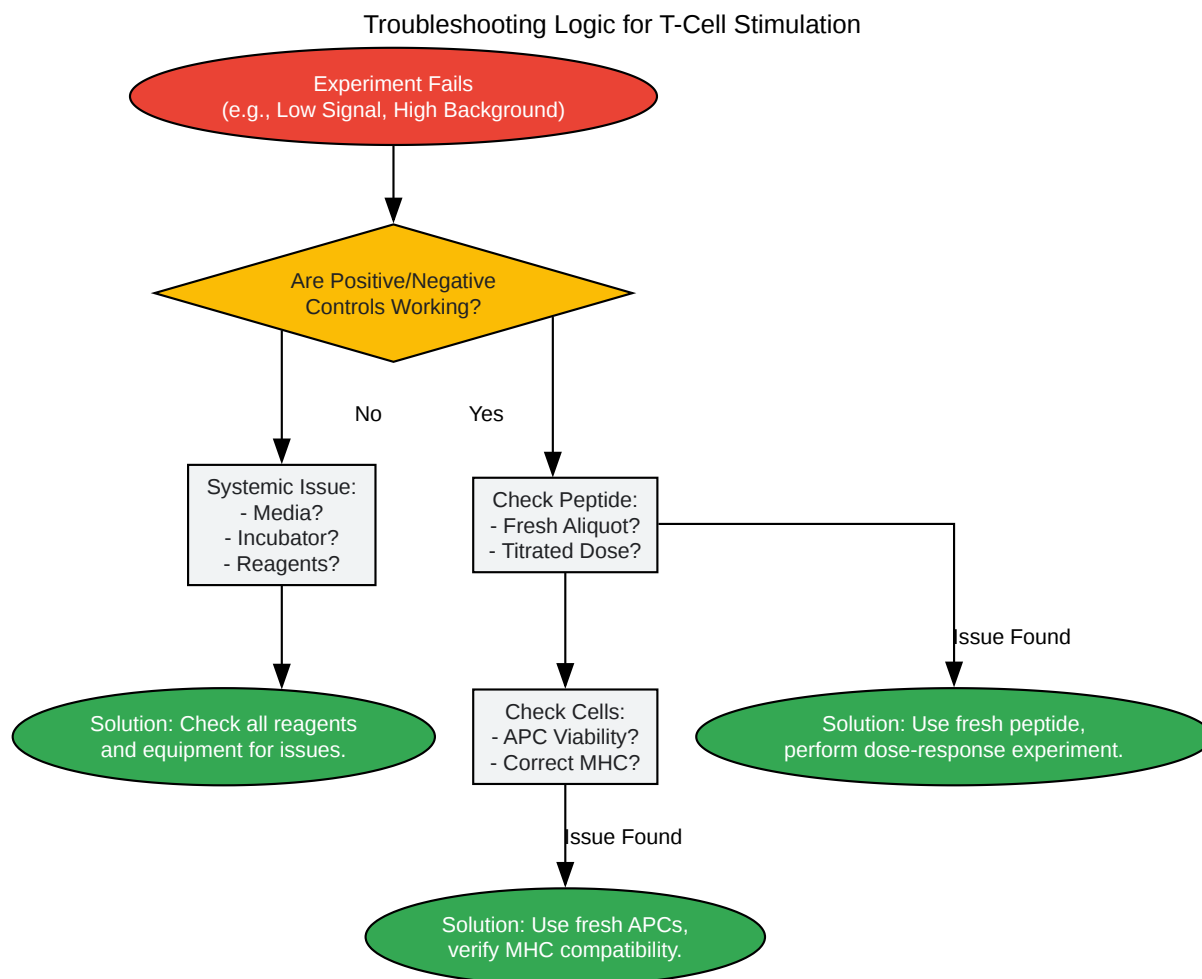 Troubleshooting Logic for T-Cell Stimulation
Experiment Fails
(e.g., Low Signal, High Background)
Are Positive/Negative
Controls Working?
No
Yes
Systemic Issue:
- Media?
- Incubator?
- Reagents?
Check Peptide:
- Fresh Aliquot?
- Titrated Dose?
Issue Found
Solution: Check all reagents
and equipment for issues.
Check Cells:
- APC Viability?
- Correct MHC?
Solution: Use fresh peptide,
perform dose-response experiment.
Issue Found
Solution: Use fresh APCs,
verify MHC compatibility.